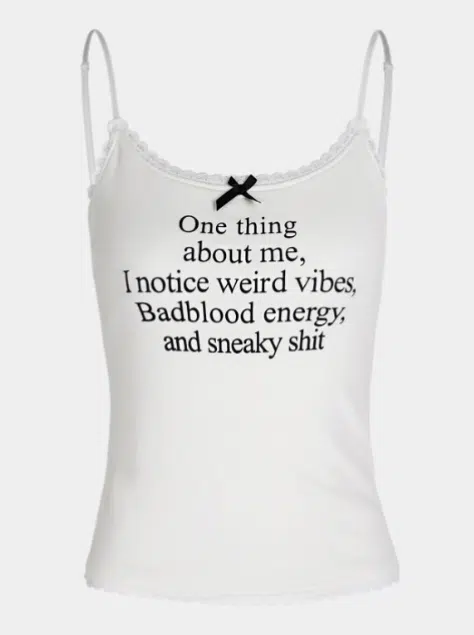 One thing
about me,
I notice weird vibes,
Badblood energy,
and sneaky shit